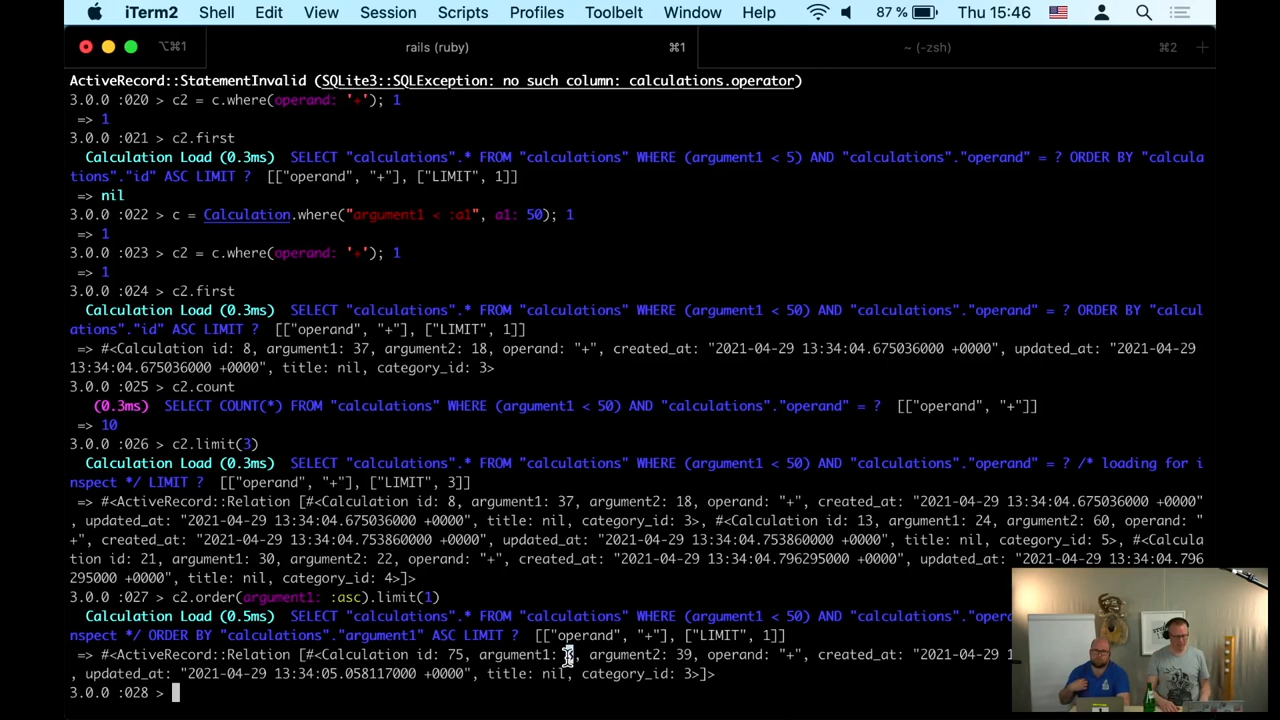 iTerm2 Shell Edit View Session Scripts Profiles Toolbelt Window Help 87 % Thu 15:46
⌥⌘1 rails (ruby) ⌘1 ~ (-zsh) ⌘2 +
ActiveRecord::StatementInvalid (SQLite3::SQLException: no such column: calculations.operator)
3.0.0 :020 > c2 = c.where(operand: '+'); 1
=> 1
3.0.0 :021 > c2.first
Calculation Load (0.3ms)  SELECT "calculations".* FROM "calculations" WHERE (argument1 < 5) AND "calculations"."operand" = ? ORDER BY "calcula
tions"."id" ASC LIMIT ?  [["operand", "+"], ["LIMIT", 1]]
=> nil
3.0.0 :022 > c = Calculation.where("argument1 < :a1", a1: 50); 1
=> 1
3.0.0 :023 > c2 = c.where(operand: '+'); 1
=> 1
3.0.0 :024 > c2.first
Calculation Load (0.3ms)  SELECT "calculations".* FROM "calculations" WHERE (argument1 < 50) AND "calculations"."operand" = ? ORDER BY "calcul
ations"."id" ASC LIMIT ?  [["operand", "+"], ["LIMIT", 1]]
=> #<Calculation id: 8, argument1: 37, argument2: 18, operand: "+", created_at: "2021-04-29 13:34:04.675036000 +0000", updated_at: "2021-04-29
13:34:04.675036000 +0000", title: nil, category_id: 3>
3.0.0 :025 > c2.count
(0.3ms)  SELECT COUNT(*) FROM "calculations" WHERE (argument1 < 50) AND "calculations"."operand" = ?  [["operand", "+"]]
=> 10
3.0.0 :026 > c2.limit(3)
Calculation Load (0.3ms)  SELECT "calculations".* FROM "calculations" WHERE (argument1 < 50) AND "calculations"."operand" = ? /* loading for i
nspect */ LIMIT ?  [["operand", "+"], ["LIMIT", 3]]
=> #<ActiveRecord::Relation [#<Calculation id: 8, argument1: 37, argument2: 18, operand: "+", created_at: "2021-04-29 13:34:04.675036000 +0000"
, updated_at: "2021-04-29 13:34:04.675036000 +0000", title: nil, category_id: 3>, #<Calculation id: 13, argument1: 24, argument2: 60, operand: "
+", created_at: "2021-04-29 13:34:04.753860000 +0000", updated_at: "2021-04-29 13:34:04.753860000 +0000", title: nil, category_id: 5>, #<Calcula
tion id: 21, argument1: 30, argument2: 22, operand: "+", created_at: "2021-04-29 13:34:04.796295000 +0000", updated_at: "2021-04-29 13:34:04.796
295000 +0000", title: nil, category_id: 4>]>
3.0.0 :027 > c2.order(argument1: :asc).limit(1)
Calculation Load (0.5ms)  SELECT "calculations".* FROM "calculations" WHERE (argument1 < 50) AND "calculations"."ope
nspect */ ORDER BY "calculations"."argument1" ASC LIMIT ?  [["operand", "+"], ["LIMIT", 1]]
=> #<ActiveRecord::Relation [#<Calculation id: 75, argument1: , argument2: 39, operand: "+", created_at: "2021-04-29 1
, updated_at: "2021-04-29 13:34:05.058117000 +0000", title: nil, category_id: 3>]>
3.0.0 :028 >